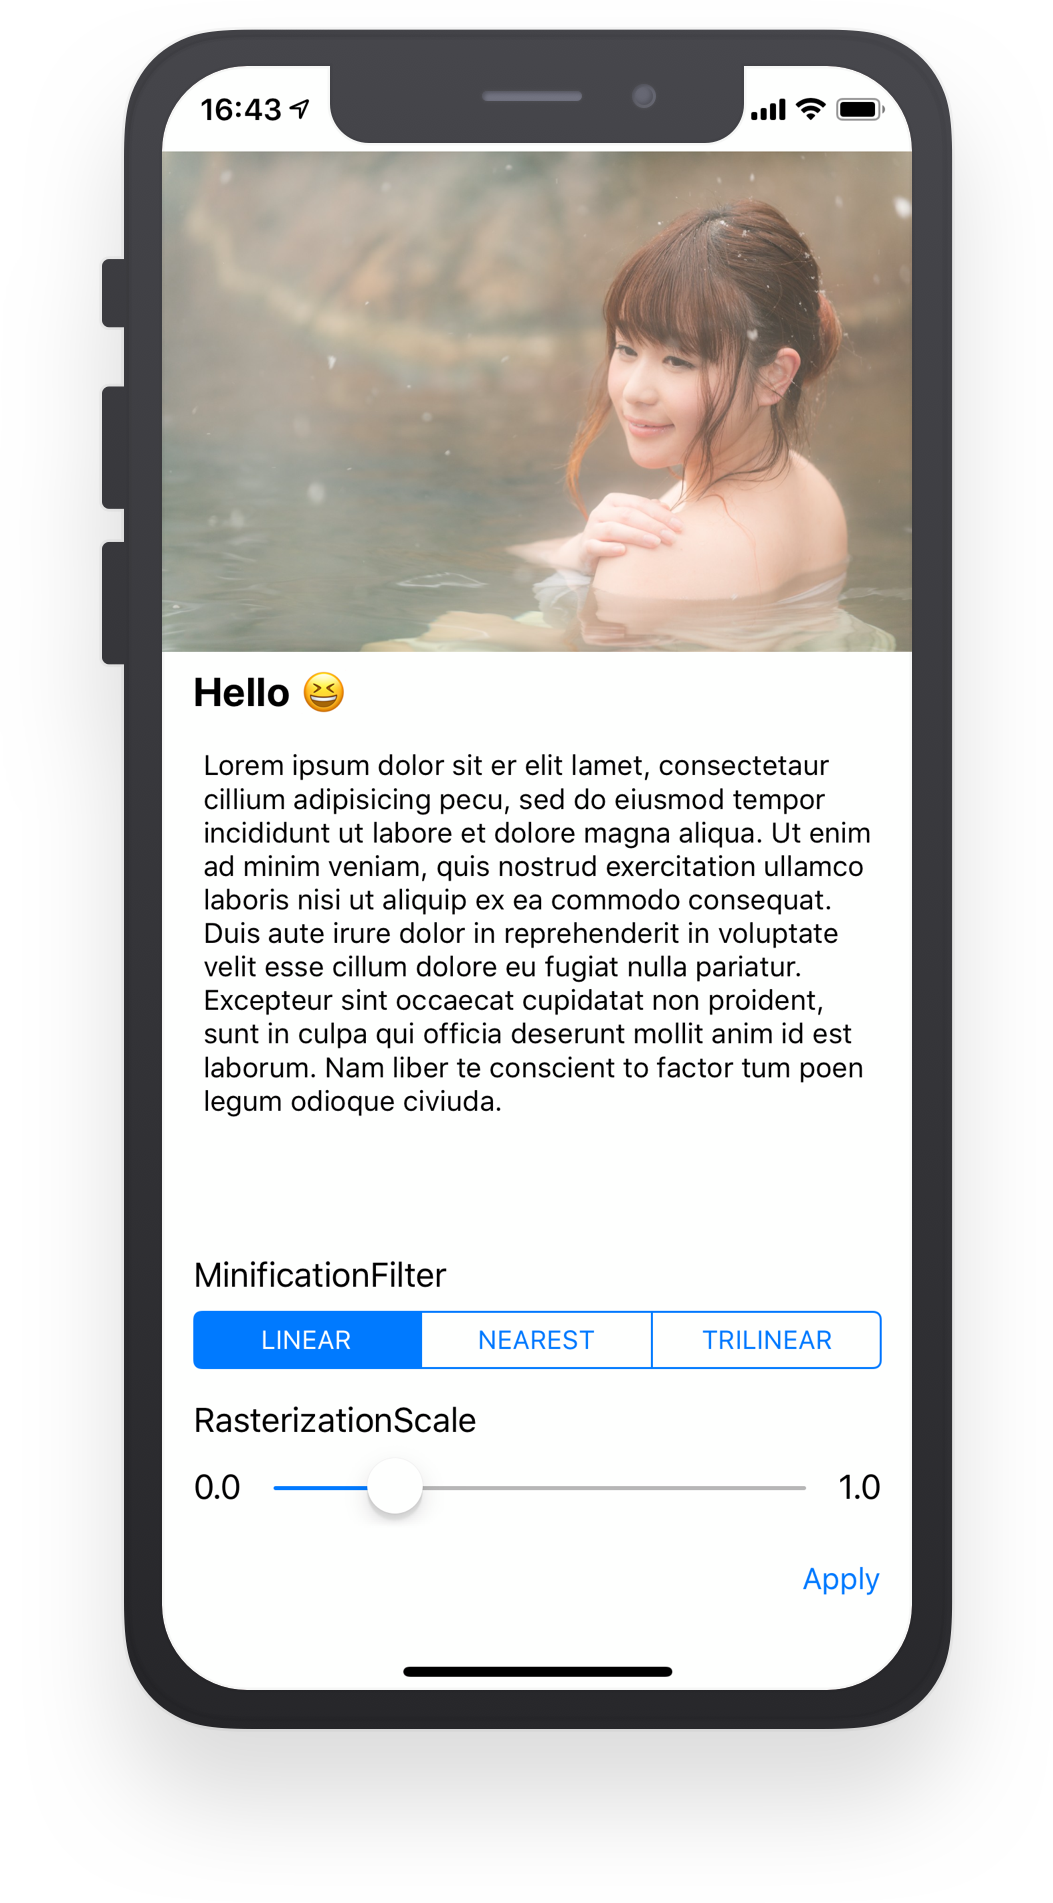 16:43
Hello 😆
Lorem ipsum dolor sit er elit lamet, consectetaur
cillium adipisicing pecu, sed do eiusmod tempor
incididunt ut labore et dolore magna aliqua. Ut enim
ad minim veniam, quis nostrud exercitation ullamco
laboris nisi ut aliquip ex ea commodo consequat.
Duis aute irure dolor in reprehenderit in voluptate
velit esse cillum dolore eu fugiat nulla pariatur.
Excepteur sint occaecat cupidatat non proident,
sunt in culpa qui officia deserunt mollit anim id est
laborum. Nam liber te conscient to factor tum poen
legum odioque civiuda.
MinificationFilter
LINEAR NEAREST TRILINEAR
RasterizationScale
0.0 1.0
Apply